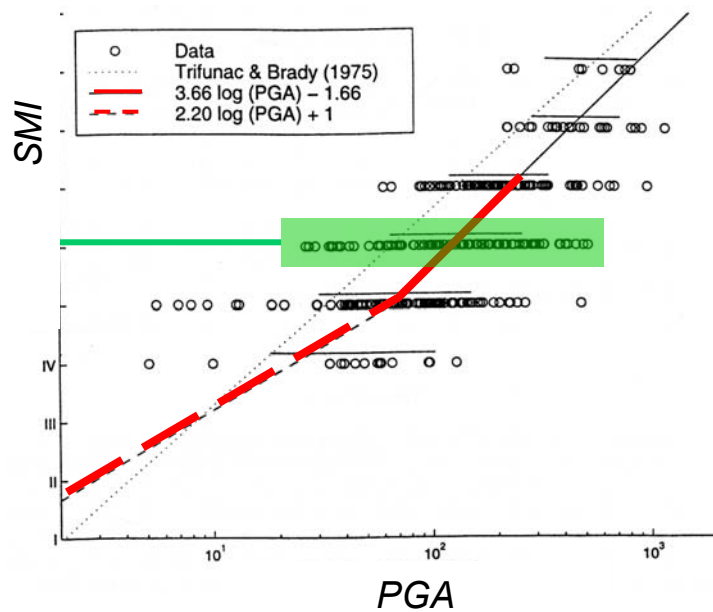 Data
Trifunac & Brady (1975)
3.66 log (PGA) – 1.66
2.20 log (PGA) + 1
SMI
IV
III
II
I
10¹
10²
10³
PGA